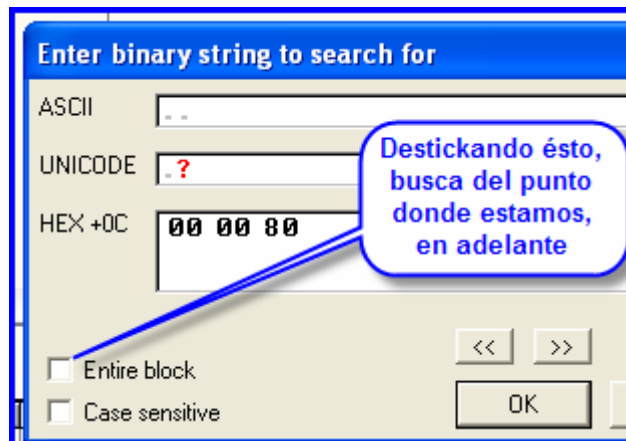 Enter binary string to search for
ASCII
..
UNICODE
.?
HEX +0C
00 00 80
Destickando ésto,
busca del punto
donde estamos,
en adelante
<< >>
Entire block
Case sensitive
OK